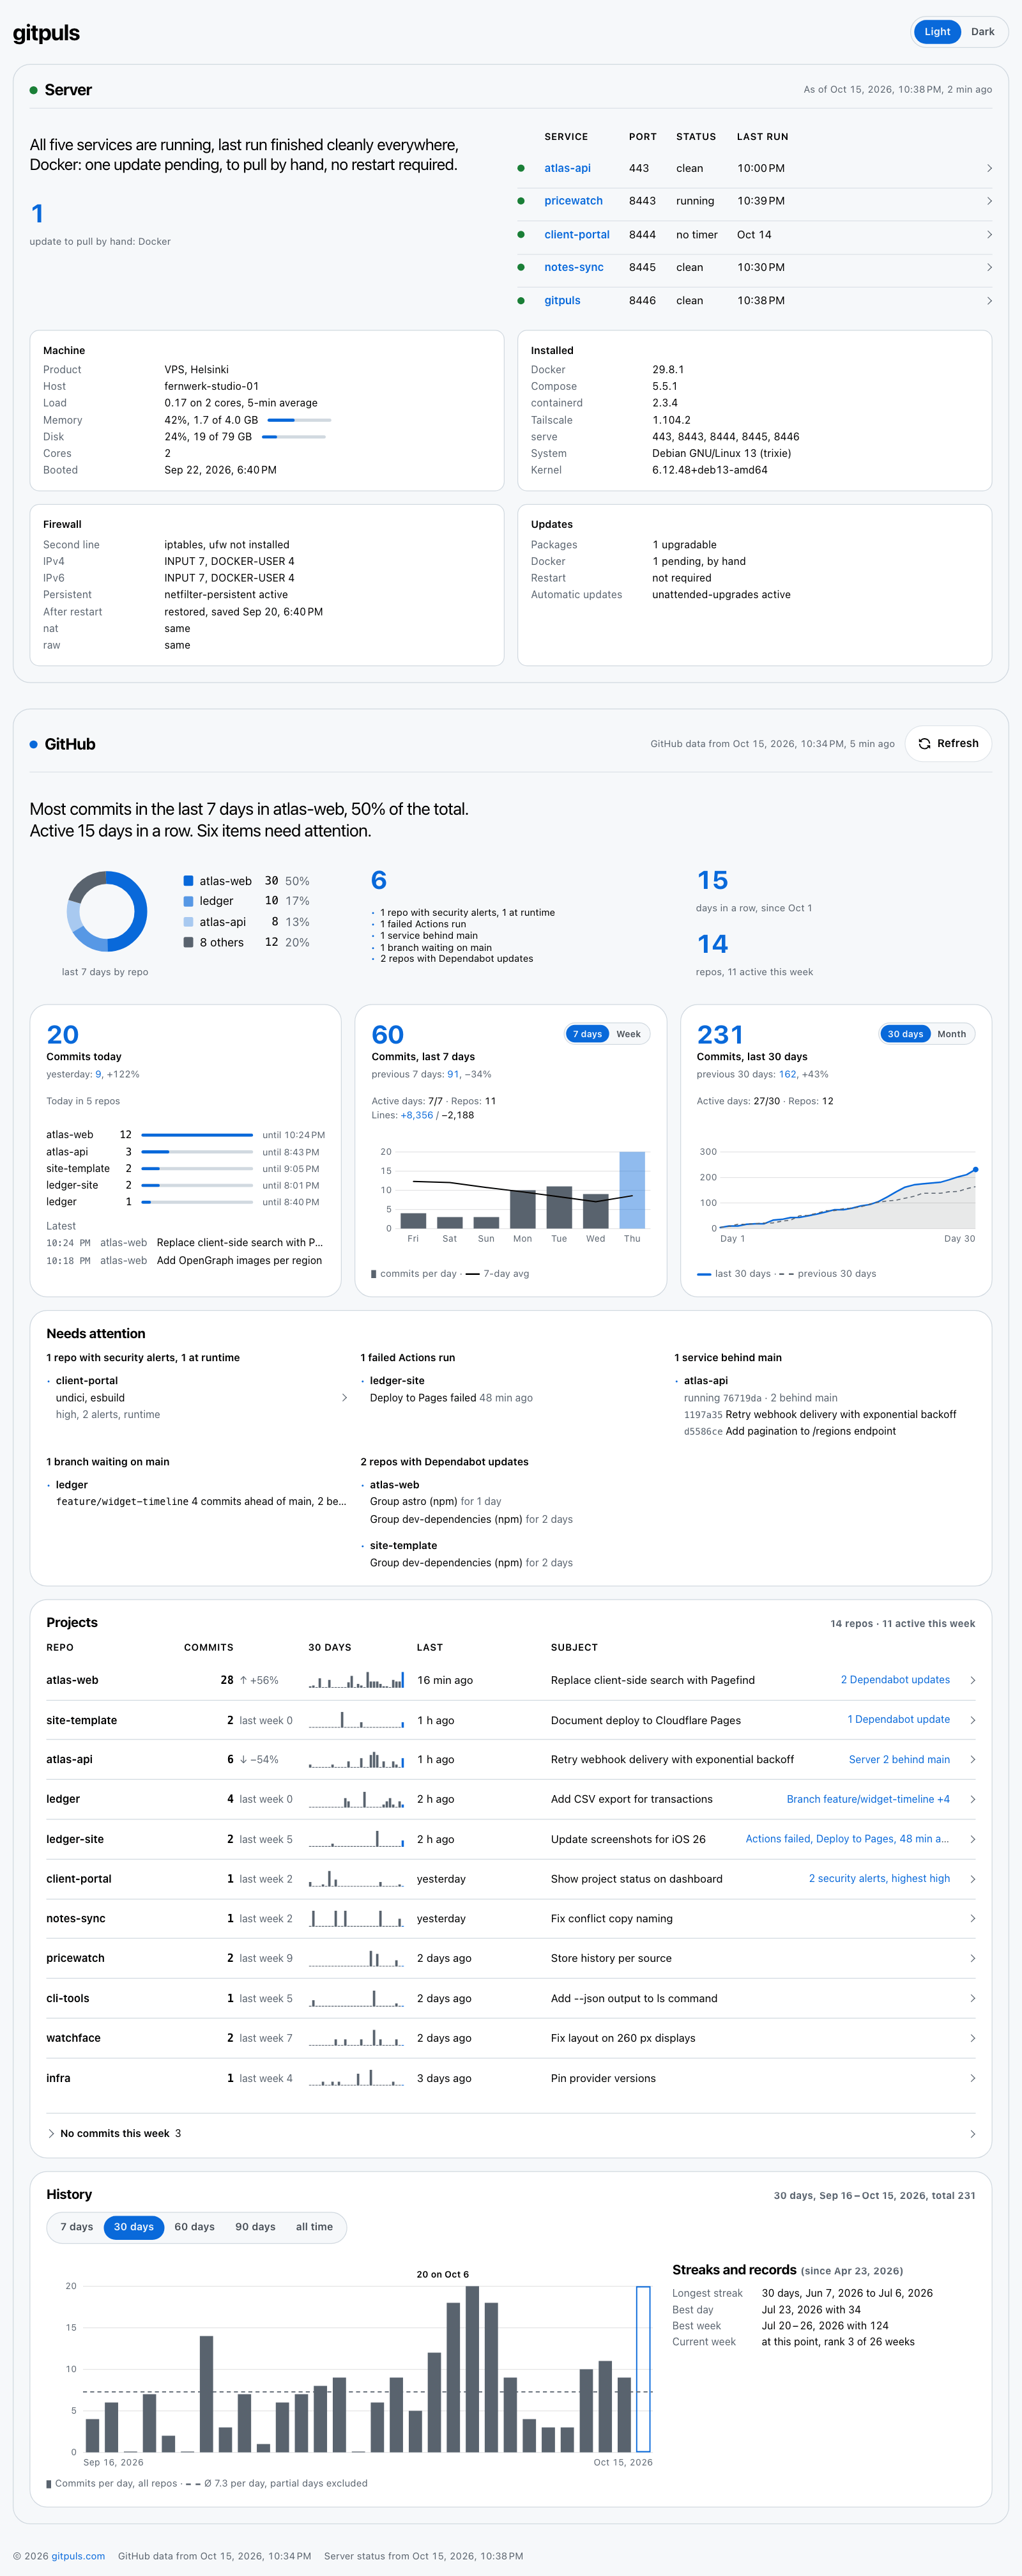 gitpuls
Light Dark
Server
As of Oct 15, 2026, 10:38 PM, 2 min ago
All five services are running, last run finished cleanly everywhere,
Docker: one update pending, to pull by hand, no restart required.
1
update to pull by hand: Docker
SERVICE PORT STATUS LAST RUN
atlas-api 443 clean 10:00 PM
pricewatch 8443 running 10:39 PM
client-portal 8444 no timer Oct 14
notes-sync 8445 clean 10:30 PM
gitpuls 8446 clean 10:38 PM
Machine
Product VPS, Helsinki
Host fernwerk-studio-01
Load 0.17 on 2 cores, 5-min average
Memory 42%, 1.7 of 4.0 GB
Disk 24%, 19 of 79 GB
Cores 2
Booted Sep 22, 2026, 6:40 PM
Installed
Docker 29.8.1
Compose 5.5.1
containerd 2.3.4
Tailscale 1.104.2
serve 443, 8443, 8444, 8445, 8446
System Debian GNU/Linux 13 (trixie)
Kernel 6.12.48+deb13-amd64
Firewall
Second line iptables, ufw not installed
IPv4 INPUT 7, DOCKER-USER 4
IPv6 INPUT 7, DOCKER-USER 4
Persistent netfilter-persistent active
After restart restored, saved Sep 20, 6:40 PM
nat same
raw same
Updates
Packages 1 upgradable
Docker 1 pending, by hand
Restart not required
Automatic updates unattended-upgrades active
GitHub
GitHub data from Oct 15, 2026, 10:34 PM, 5 min ago
Refresh
Most commits in the last 7 days in atlas-web, 50% of the total.
Active 15 days in a row. Six items need attention.
atlas-web 30 50%
ledger 10 17%
atlas-api 8 13%
8 others 12 20%
last 7 days by repo
6
· 1 repo with security alerts, 1 at runtime
· 1 failed Actions run
· 1 service behind main
· 1 branch waiting on main
· 2 repos with Dependabot updates
15
days in a row, since Oct 1
14
repos, 11 active this week
20
Commits today
yesterday: 9, +122%
Today in 5 repos
atlas-web 12 until 10:24 PM
atlas-api 3 until 8:43 PM
site-template 2 until 9:05 PM
ledger-site 2 until 8:01 PM
ledger 1 until 8:40 PM
Latest
10:24 PM atlas-web Replace client-side search with P…
10:18 PM atlas-web Add OpenGraph images per region
60
7 days Week
Commits, last 7 days
previous 7 days: 91, −34%
Active days: 7/7 · Repos: 11
Lines: +8,356 / −2,188
20
15
10
5
0
Fri Sat Sun Mon Tue Wed Thu
commits per day · 7-day avg
231
30 days Month
Commits, last 30 days
previous 30 days: 162, +43%
Active days: 27/30 · Repos: 12
300
200
100
0
Day 1 Day 30
last 30 days · previous 30 days
Needs attention
1 repo with security alerts, 1 at runtime
· client-portal
undici, esbuild
high, 2 alerts, runtime
1 failed Actions run
· ledger-site
Deploy to Pages failed 48 min ago
1 service behind main
· atlas-api
running 76719da · 2 behind main
1197a35 Retry webhook delivery with exponential backoff
d5586ce Add pagination to /regions endpoint
1 branch waiting on main
· ledger
feature/widget-timeline 4 commits ahead of main, 2 be…
2 repos with Dependabot updates
· atlas-web
Group astro (npm) for 1 day
Group dev-dependencies (npm) for 2 days
· site-template
Group dev-dependencies (npm) for 2 days
Projects
14 repos · 11 active this week
REPO COMMITS 30 DAYS LAST SUBJECT
atlas-web 28 ↑ +56% 16 min ago Replace client-side search with Pagefind 2 Dependabot updates
site-template 2 last week 0 1 h ago Document deploy to Cloudflare Pages 1 Dependabot update
atlas-api 6 ↓ −54% 1 h ago Retry webhook delivery with exponential backoff Server 2 behind main
ledger 4 last week 0 2 h ago Add CSV export for transactions Branch feature/widget-timeline +4
ledger-site 2 last week 5 2 h ago Update screenshots for iOS 26 Actions failed, Deploy to Pages, 48 min a…
client-portal 1 last week 2 yesterday Show project status on dashboard 2 security alerts, highest high
notes-sync 1 last week 2 yesterday Fix conflict copy naming
pricewatch 2 last week 9 2 days ago Store history per source
cli-tools 1 last week 5 2 days ago Add --json output to ls command
watchface 2 last week 7 2 days ago Fix layout on 260 px displays
infra 1 last week 4 3 days ago Pin provider versions
No commits this week 3
History
30 days, Sep 16 – Oct 15, 2026, total 231
7 days 30 days 60 days 90 days all time
20 on Oct 6
20
15
10
5
0
Sep 16, 2026 Oct 15, 2026
Commits per day, all repos · Ø 7.3 per day, partial days excluded
Streaks and records (since Apr 23, 2026)
Longest streak 30 days, Jun 7, 2026 to Jul 6, 2026
Best day Jul 23, 2026 with 34
Best week Jul 20 – 26, 2026 with 124
Current week at this point, rank 3 of 26 weeks
© 2026 gitpuls.com GitHub data from Oct 15, 2026, 10:34 PM Server status from Oct 15, 2026, 10:38 PM